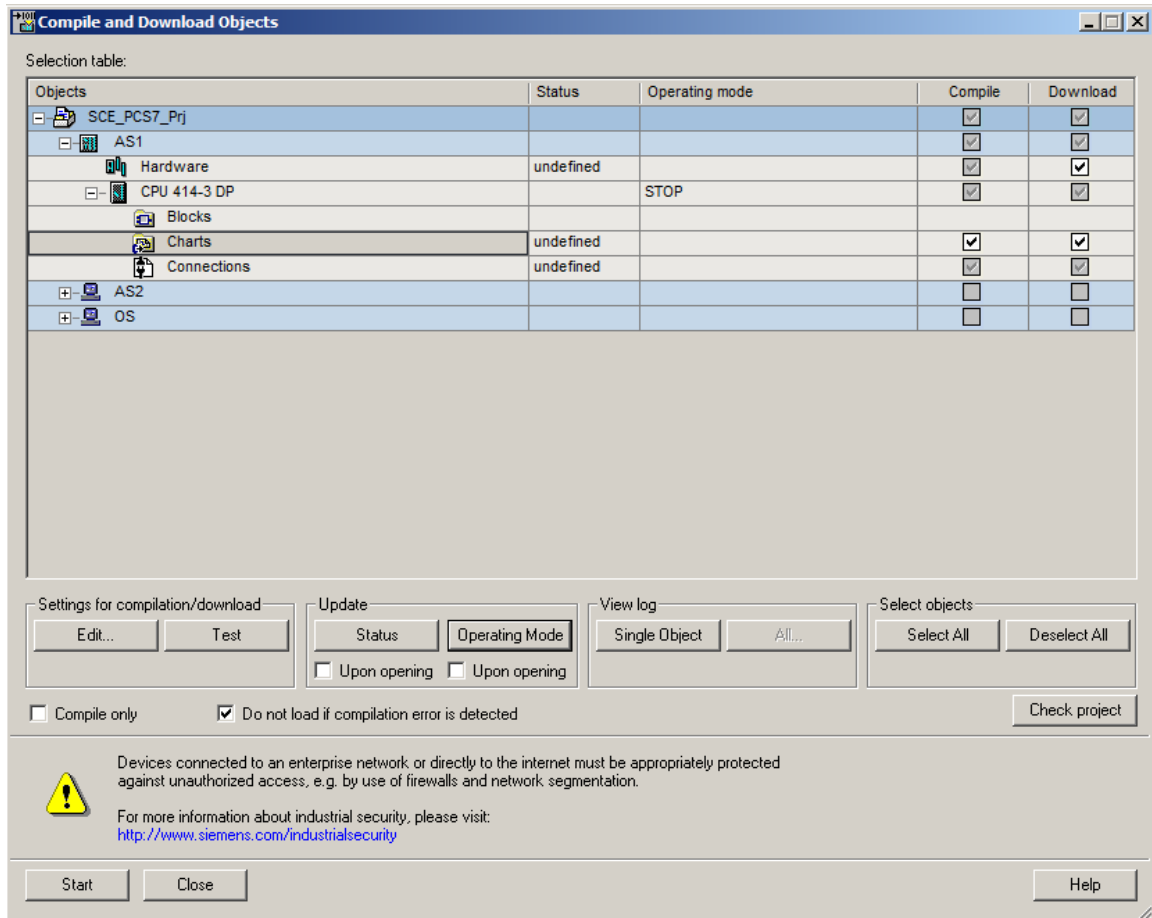 Compile and Download Objects
Selection table:
Objects Status Operating mode Compile Download
SCE_PCS7_Prj
AS1
Hardware undefined
CPU 414-3 DP STOP
Blocks
Charts undefined
Connections undefined
AS2
OS
Settings for compilation/download Update View log Select objects
Edit... Test Status Operating Mode Single Object All... Select All Deselect All
Upon opening Upon opening
Compile only Do not load if compilation error is detected Check project
Devices connected to an enterprise network or directly to the internet must be appropriately protected
against unauthorized access, e.g. by use of firewalls and network segmentation.
For more information about industrial security, please visit:
http://www.siemens.com/industrialsecurity
Start Close Help